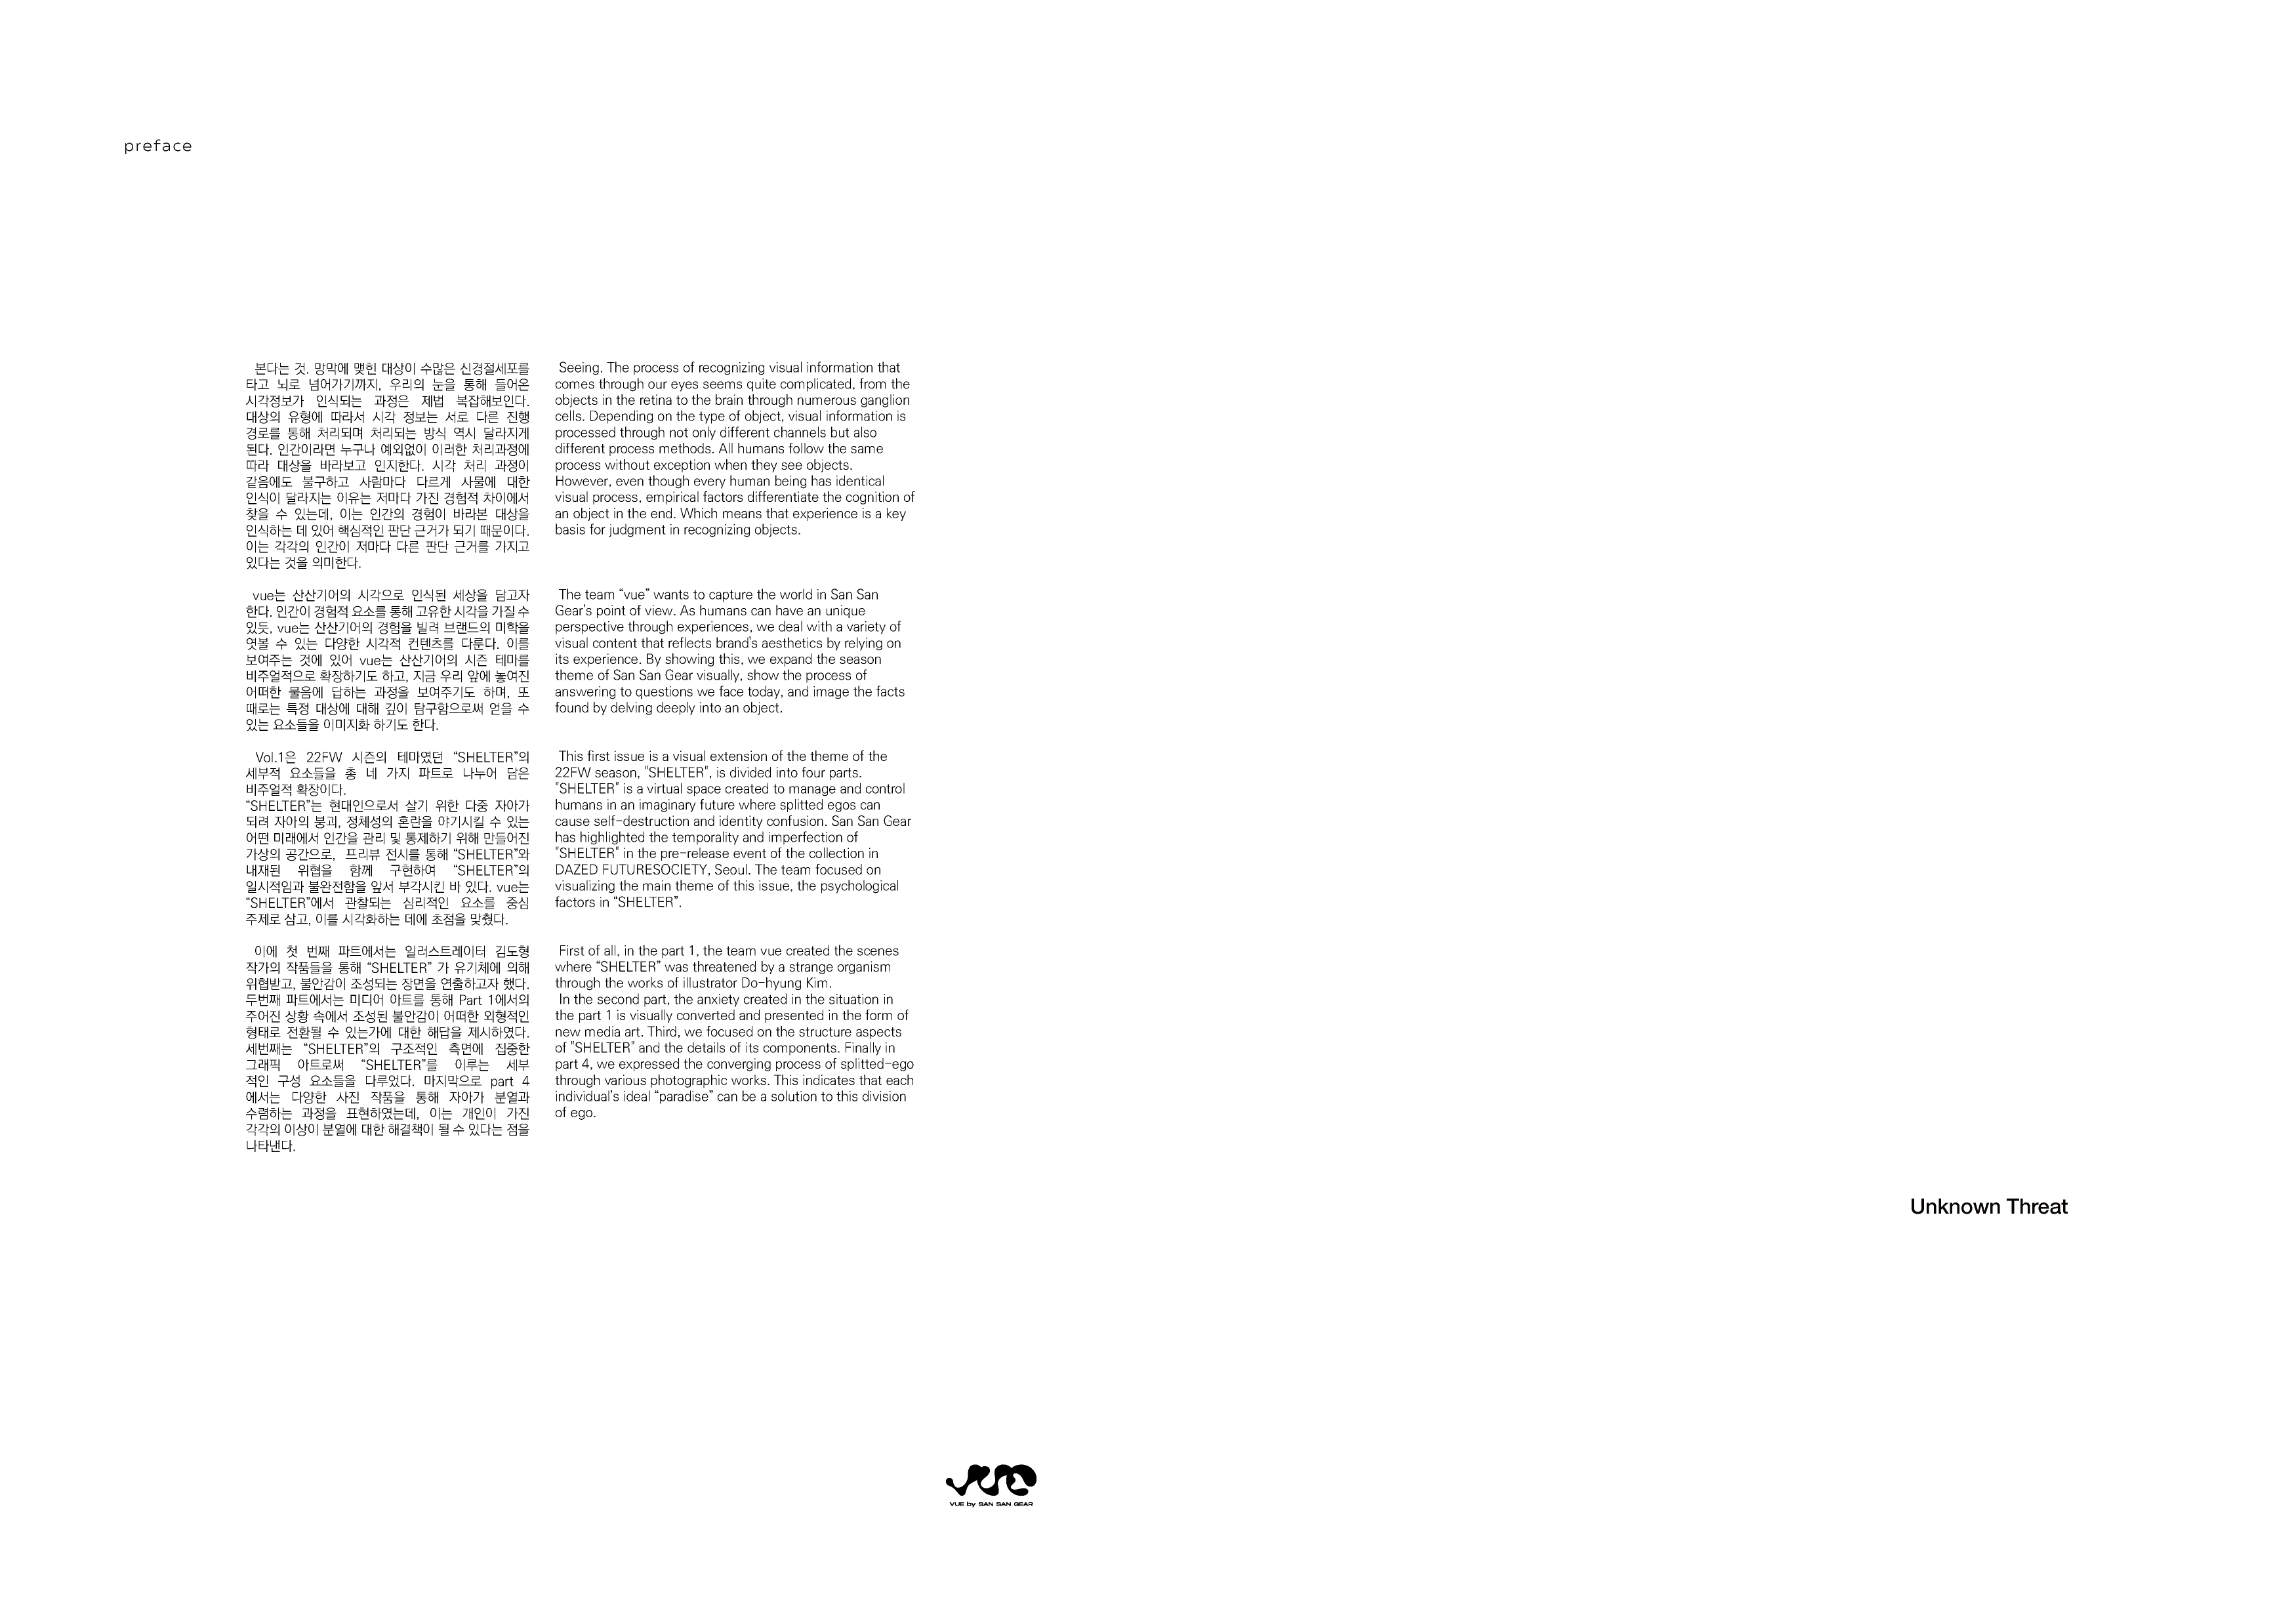 preface
본다는 것. 망막에 맺힌 대상이 수많은 신경절세포를
타고 뇌로 넘어가기까지, 우리의 눈을 통해 들어온
시각정보가 인식되는 과정은 제법 복잡해보인다.
대상의 유형에 따라서 시각 정보는 서로 다른 진행
경로를 통해 처리되며 처리되는 방식 역시 달라지게
된다. 인간이라면 누구나 예외없이 이러한 처리과정에
따라 대상을 바라보고 인지한다. 시각 처리 과정이
같음에도 불구하고 사람마다 다르게 사물에 대한
인식이 달라지는 이유는 저마다 가진 경험적 차이에서
찾을 수 있는데, 이는 인간의 경험이 바라본 대상을
인식하는 데 있어 핵심적인 판단 근거가 되기 때문이다.
이는 각각의 인간이 저마다 다른 판단 근거를 가지고
있다는 것을 의미한다.
vue는 산산기어의 시각으로 인식된 세상을 담고자
한다. 인간이 경험적 요소를 통해 고유한 시각을 가질 수
있듯, vue는 산산기어의 경험을 빌려 브랜드의 미학을
엿볼 수 있는 다양한 시각적 컨텐츠를 다룬다. 이를
보여주는 것에 있어 vue는 산산기어의 시즌 테마를
비주얼적으로 확장하기도 하고, 지금 우리 앞에 놓여진
어떠한 물음에 답하는 과정을 보여주기도 하며, 또
때로는 특정 대상에 대해 깊이 탐구함으로써 얻을 수
있는 요소들을 이미지화 하기도 한다.
Vol.1은 22FW 시즌의 테마였던 “SHELTER”의
세부적 요소들을 총 네 가지 파트로 나누어 담은
비주얼적 확장이다.
“SHELTER”는 현대인으로서 살기 위한 다중 자아가
되려 자아의 붕괴, 정체성의 혼란을 야기시킬 수 있는
어떤 미래에서 인간을 관리 및 통제하기 위해 만들어진
가상의 공간으로, 프리뷰 전시를 통해 “SHELTER”와
내재된 위협을 함께 구현하여 “SHELTER”의
일시적임과 불완전함을 앞서 부각시킨 바 있다. vue는
“SHELTER”에서 관찰되는 심리적인 요소를 중심
주제로 삼고, 이를 시각화하는 데에 초점을 맞췄다.
이에 첫 번째 파트에서는 일러스트레이터 김도형
작가의 작품들을 통해 “SHELTER” 가 유기체에 의해
위협받고, 불안감이 조성되는 장면을 연출하고자 했다.
두번째 파트에서는 미디어 아트를 통해 Part 1에서의
주어진 상황 속에서 조성된 불안감이 어떠한 외형적인
형태로 전환될 수 있는가에 대한 해답을 제시하였다.
세번째는 “SHELTER”의 구조적인 측면에 집중한
그래픽 아트로써 “SHELTER”를 이루는 세부
적인 구성 요소들을 다루었다. 마지막으로 part 4
에서는 다양한 사진 작품을 통해 자아가 분열과
수렴하는 과정을 표현하였는데, 이는 개인이 가진
각각의 이상이 분열에 대한 해결책이 될 수 있다는 점을
나타낸다.
Seeing. The process of recognizing visual information that
comes through our eyes seems quite complicated, from the
objects in the retina to the brain through numerous ganglion
cells. Depending on the type of object, visual information is
processed through not only different channels but also
different process methods. All humans follow the same
process without exception when they see objects.
However, even though every human being has identical
visual process, empirical factors differentiate the cognition of
an object in the end. Which means that experience is a key
basis for judgment in recognizing objects.
The team “vue” wants to capture the world in San San
Gear's point of view. As humans can have an unique
perspective through experiences, we deal with a variety of
visual content that reflects brand's aesthetics by relying on
its experience. By showing this, we expand the season
theme of San San Gear visually, show the process of
answering to questions we face today, and image the facts
found by delving deeply into an object.
This first issue is a visual extension of the theme of the
22FW season, "SHELTER", is divided into four parts.
"SHELTER" is a virtual space created to manage and control
humans in an imaginary future where splitted egos can
cause self-destruction and identity confusion. San San Gear
has highlighted the temporality and imperfection of
"SHELTER" in the pre-release event of the collection in
DAZED FUTURESOCIETY, Seoul. The team focused on
visualizing the main theme of this issue, the psychological
factors in “SHELTER”.
First of all, in the part 1, the team vue created the scenes
where “SHELTER” was threatened by a strange organism
through the works of illustrator Do-hyung Kim.
In the second part, the anxiety created in the situation in
the part 1 is visually converted and presented in the form of
new media art. Third, we focused on the structure aspects
of "SHELTER" and the details of its components. Finally in
part 4, we expressed the converging process of splitted-ego
through various photographic works. This indicates that each
individual's ideal “paradise” can be a solution to this division
of ego.
Unknown Threat
vue
VUE by SAN SAN GEAR